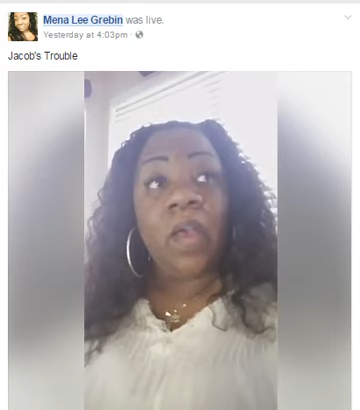 Mena Lee Grebin was live.
Yesterday at 4:03pm ·
Jacob's Trouble